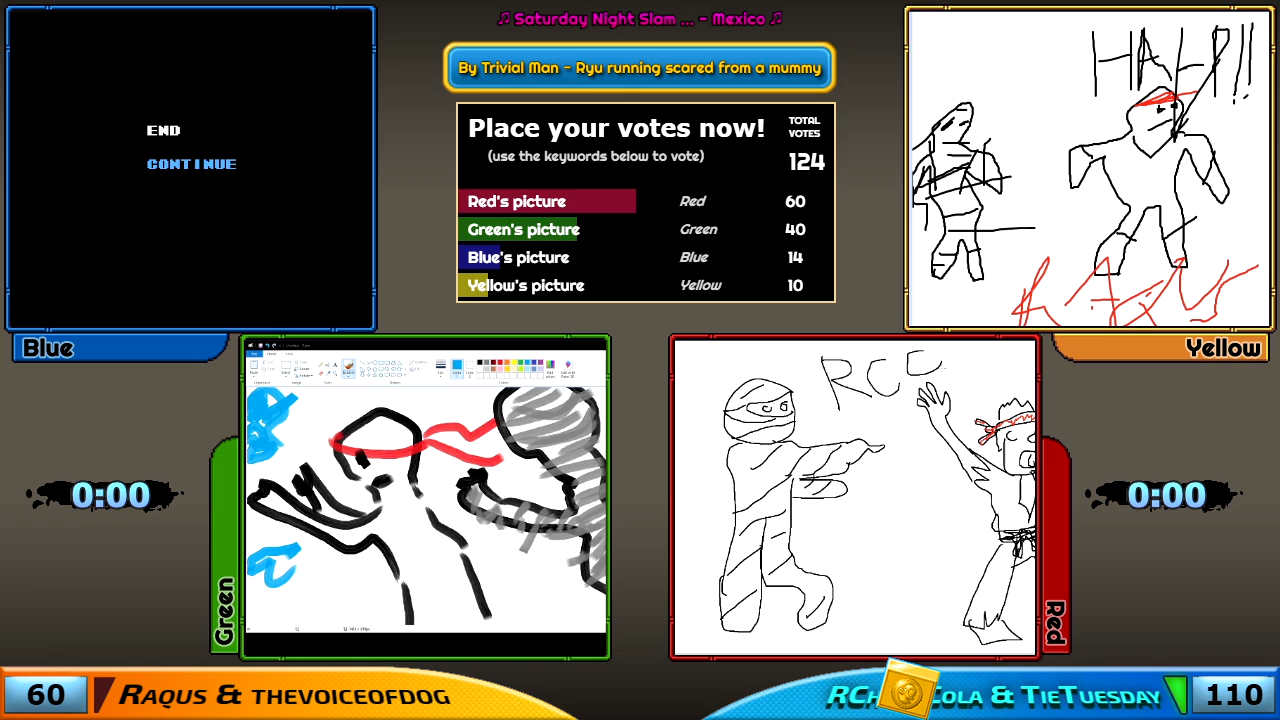 ♫ Saturday Night Slam ... - Mexico ♫
By Trivial Man - Ryu running scared from a mummy
END
CONTINUE
Place your votes now!
TOTAL VOTES
(use the keywords below to vote)
124
Red's picture Red 60
Green's picture Green 40
Blue's picture Blue 14
Yellow's picture Yellow 10
HALP!!
RAQUS
Blue
Yellow
RCC
0:00
0:00
Green
Red
60
RAQUS & THEVOICEOFDOG
COLA & TIETUESDAY
110